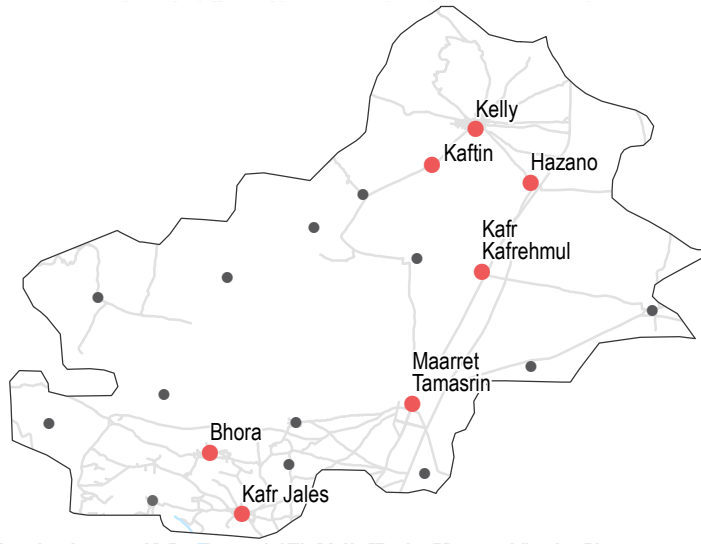 Kelly
Kaftin
Hazano
Kafr
Kafrehmul
Maarret
Tamasrin
Bhora
Kafr Jales